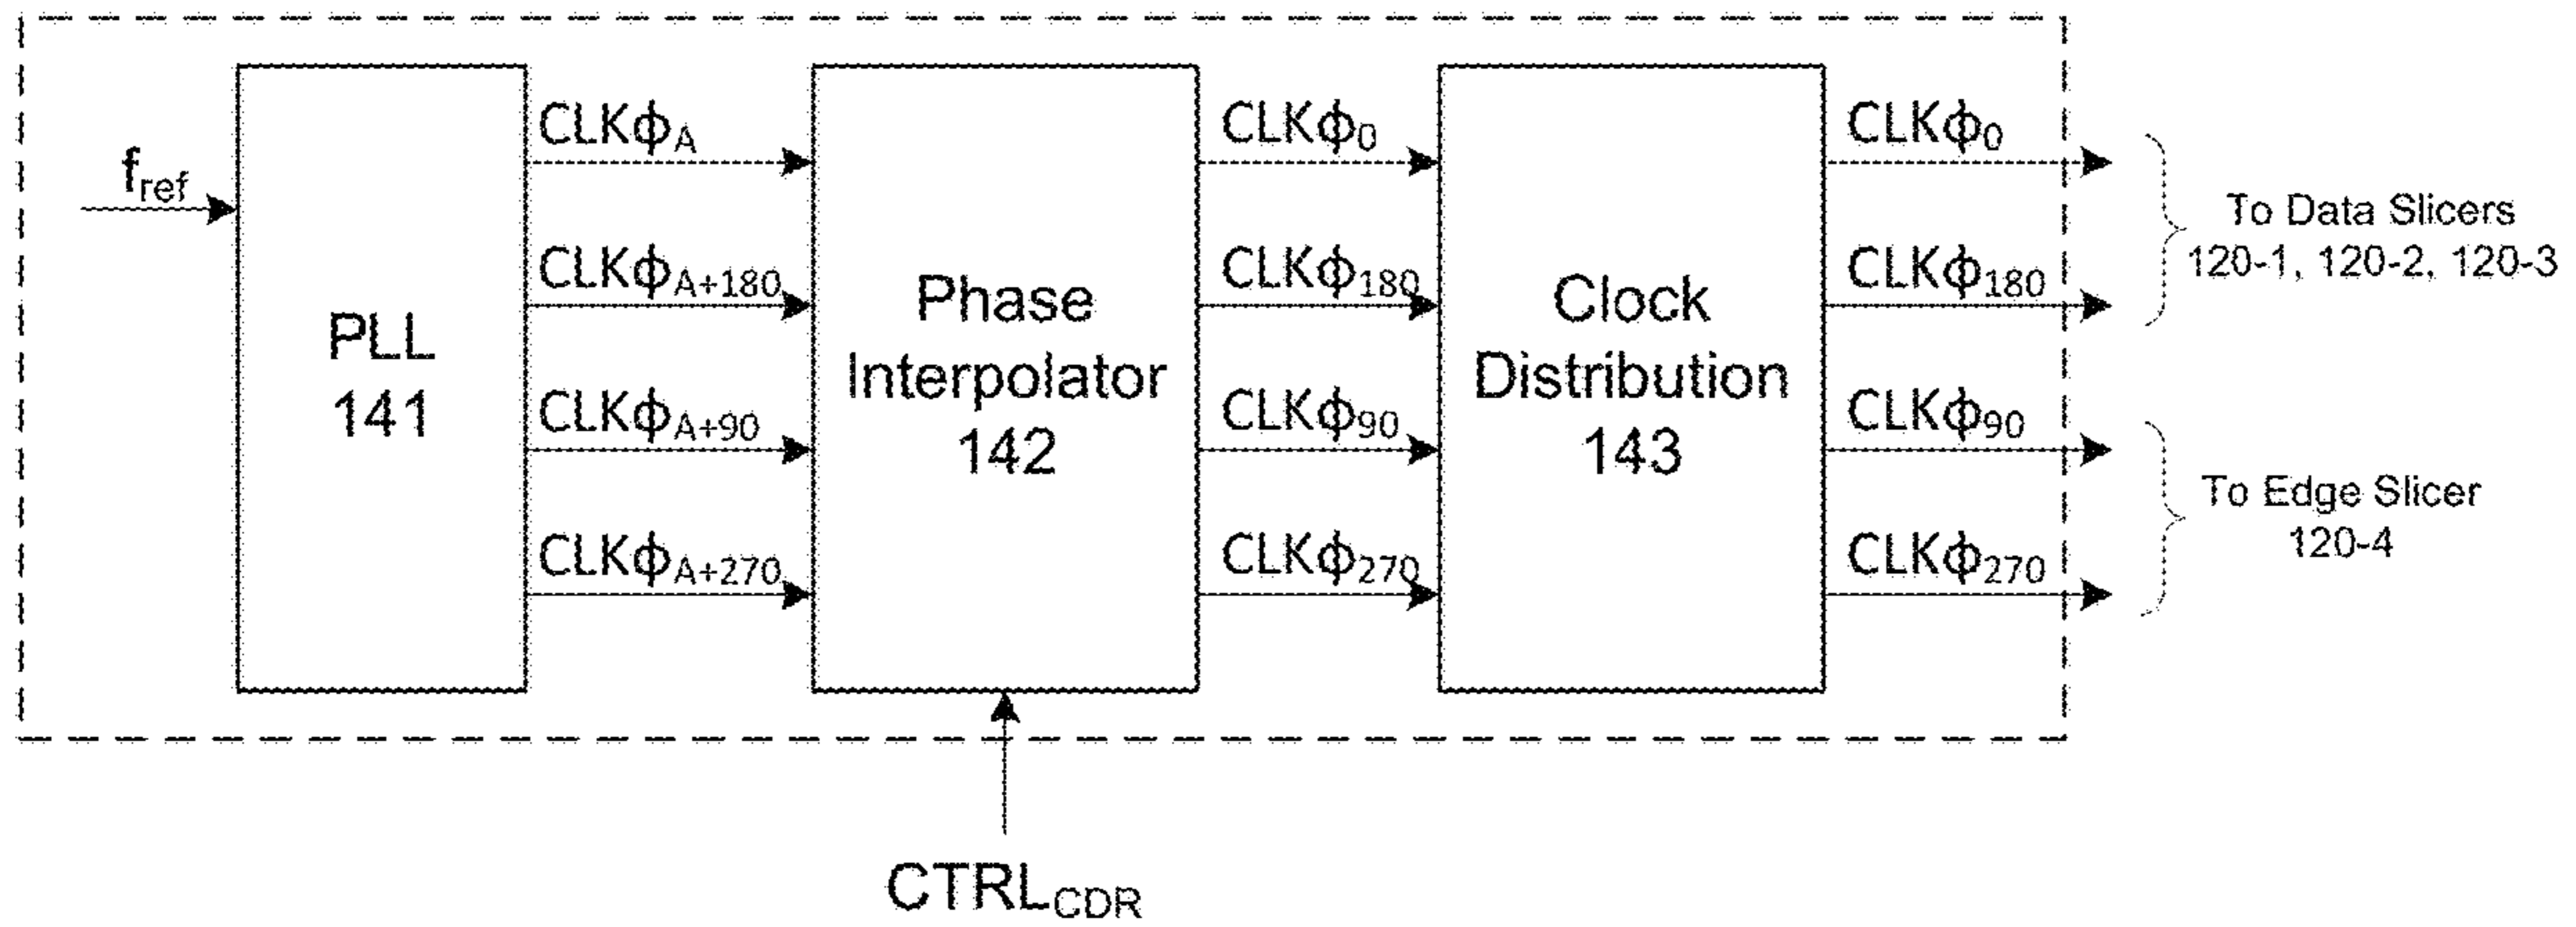 f_ref
PLL
141
CLKϕ_A
CLKϕ_A+180
CLKϕ_A+90
CLKϕ_A+270
Phase
Interpolator
142
CLKϕ_0
CLKϕ_180
CLKϕ_90
CLKϕ_270
Clock
Distribution
143
CLKϕ_0
CLKϕ_180
CLKϕ_90
CLKϕ_270
To Data Slicers
120-1, 120-2, 120-3
To Edge Slicer
120-4
CTRL_CDR